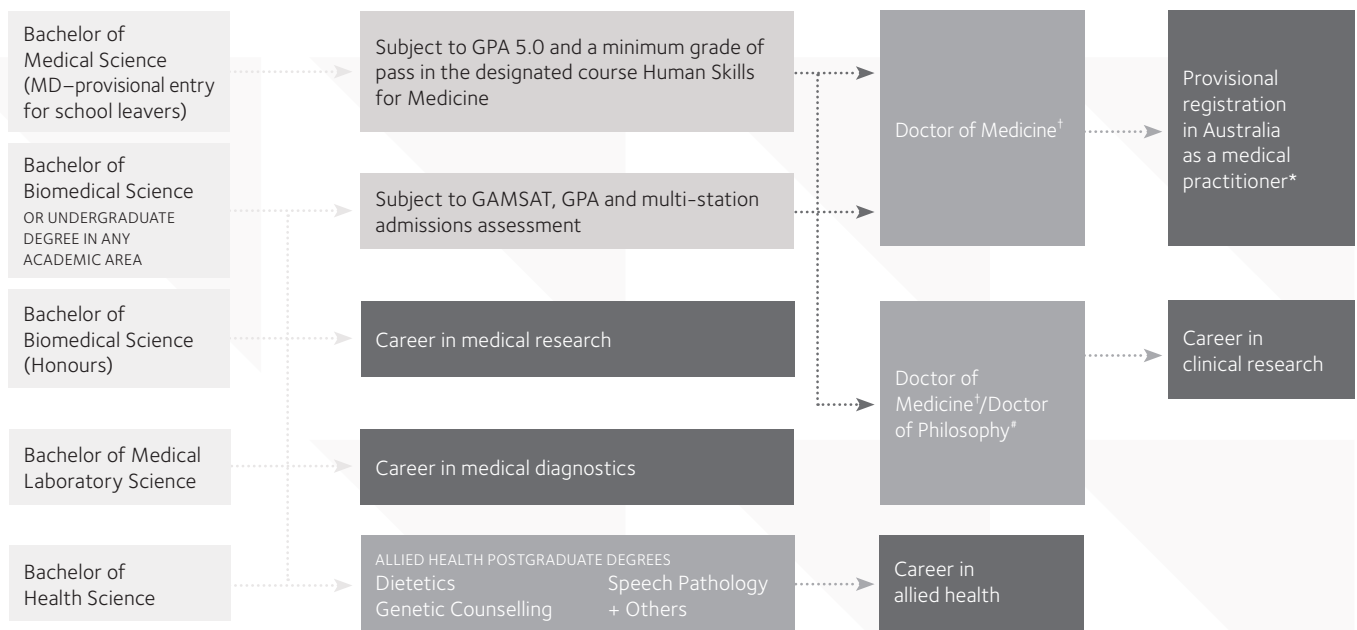 Bachelor of
Medical Science
(MD–provisional entry
for school leavers)
Subject to GPA 5.0 and a minimum grade of
pass in the designated course Human Skills
for Medicine
Doctor of Medicine†
Provisional
registration
in Australia
as a medical
practitioner*
Bachelor of
Biomedical Science
OR UNDERGRADUATE
DEGREE IN ANY
ACADEMIC AREA
Subject to GAMSAT, GPA and multi-station
admissions assessment
Bachelor of
Biomedical Science
(Honours)
Career in medical research
Doctor of
Medicine†/Doctor
of Philosophy#
Career in
clinical research
Bachelor of Medical
Laboratory Science
Career in medical diagnostics
Bachelor of
Health Science
ALLIED HEALTH POSTGRADUATE DEGREES
Dietetics Speech Pathology
Genetic Counselling + Others
Career in
allied health